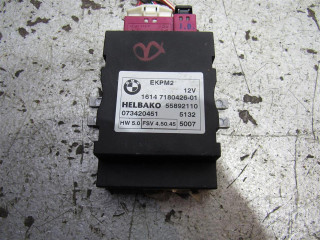 BMW
EKPM2
12V
1614 7180426-01
HELBAKO 55892110
073420451 5132
HW 5.0 FSV 4.50.45 5007